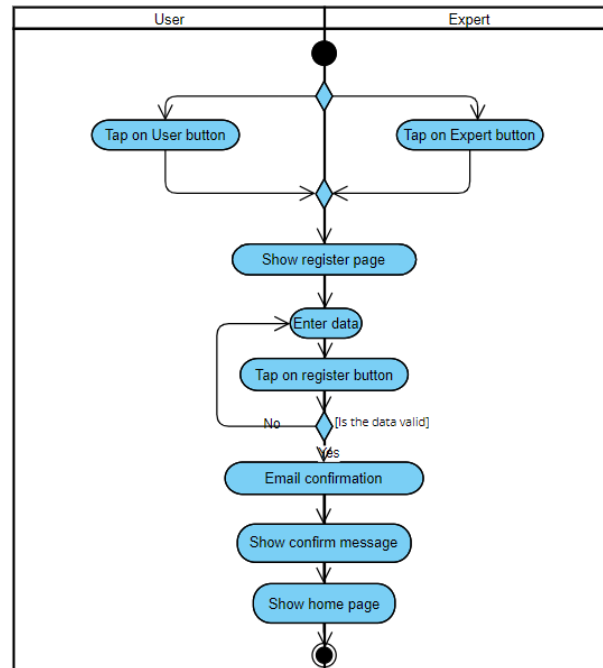 User
Expert
Tap on User button
Tap on Expert button
Show register page
Enter data
Tap on register button
No
[Is the data valid]
Yes
Email confirmation
Show confirm message
Show home page